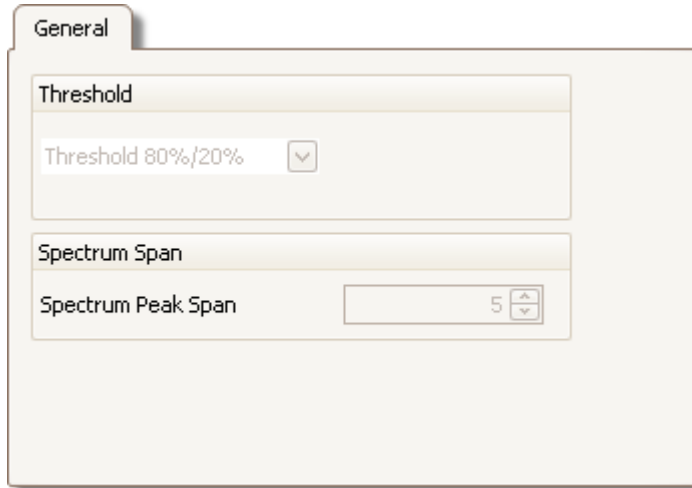 General
Threshold
Threshold 80%/20%
Spectrum Span
Spectrum Peak Span 5